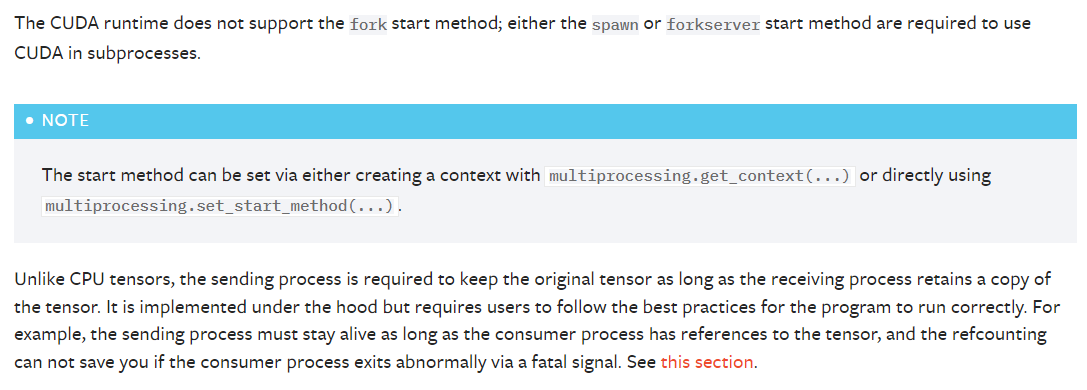 The CUDA runtime does not support the fork start method; either the spawn or forkserver start method are required to use
CUDA in subprocesses.
NOTE
The start method can be set via either creating a context with multiprocessing.get_context(...) or directly using
multiprocessing.set_start_method(...).
Unlike CPU tensors, the sending process is required to keep the original tensor as long as the receiving process retains a copy of
the tensor. It is implemented under the hood but requires users to follow the best practices for the program to run correctly. For
example, the sending process must stay alive as long as the consumer process has references to the tensor, and the refcounting
can not save you if the consumer process exits abnormally via a fatal signal. See this section.